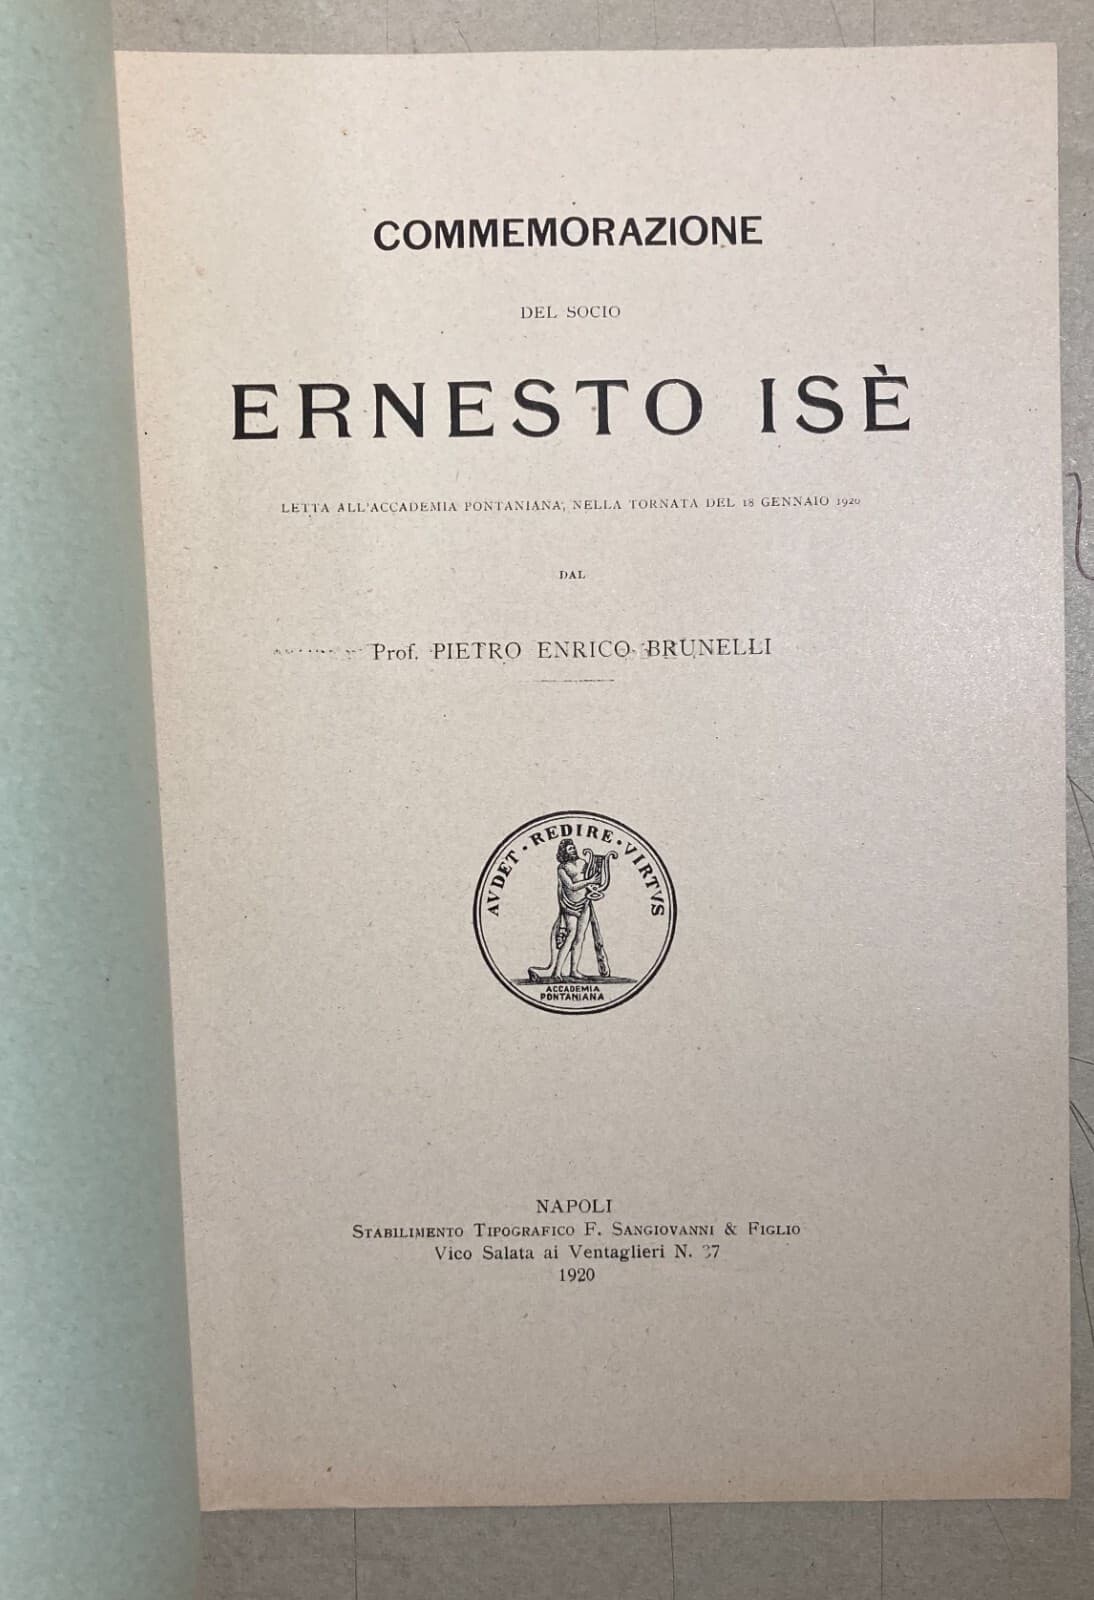 COMMEMORAZIONE
DEL SOCIO
ERNESTO ISÈ
LETTA ALL'ACCADEMIA PONTANIANA, NELLA TORNATA DEL 18 GENNAIO 1920
DAL
Prof. PIETRO ENRICO BRUNELLI
AVDET · REDIRE · VIRTVS
ACCADEMIA
PONTANIANA
NAPOLI
STABILIMENTO TIPOGRAFICO F. SANGIOVANNI & FIGLIO
Vico Salata ai Ventaglieri N. 37
1920